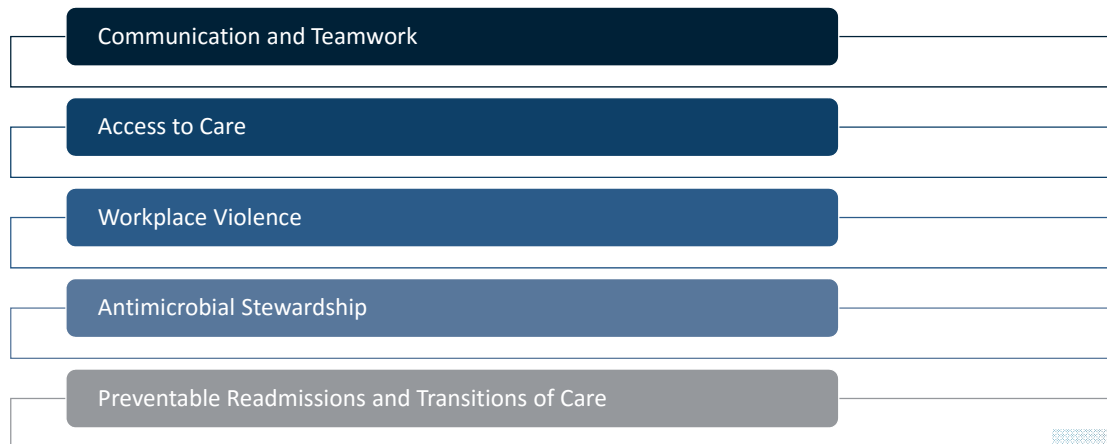 Communication and Teamwork
Access to Care
Workplace Violence
Antimicrobial Stewardship
Preventable Readmissions and Transitions of Care